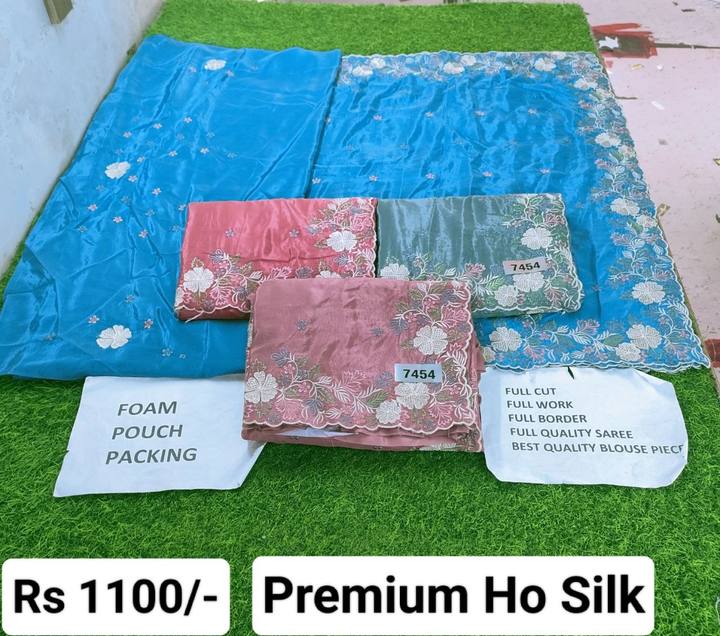 7454
7454
FOAM
POUCH
PACKING
FULL CUT
FULL WORK
FULL BORDER
FULL QUALITY SAREE
BEST QUALITY BLOUSE PIECE
Rs 1100/-
Premium Ho Silk